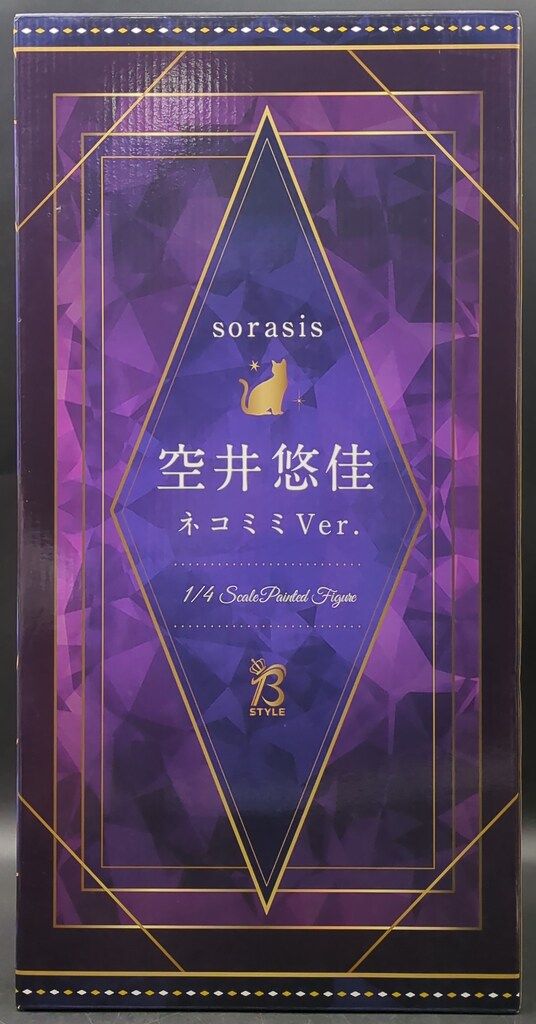 sorasis
空井悠佳
ネコミミVer.
1/4 Scale Painted Figure
B
STYLE